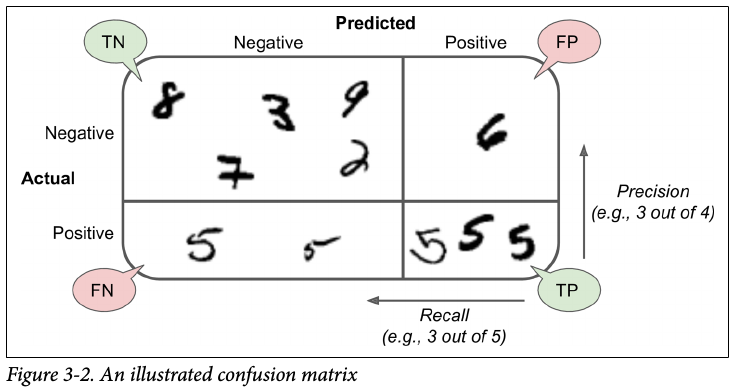 Predicted
TN
Negative
Positive
FP
8 3 9
6
Negative
7 2
Actual
Precision
(e.g., 3 out of 4)
Positive
5 5
5 5 5
FN
TP
Recall
(e.g., 3 out of 5)
Figure 3-2. An illustrated confusion matrix